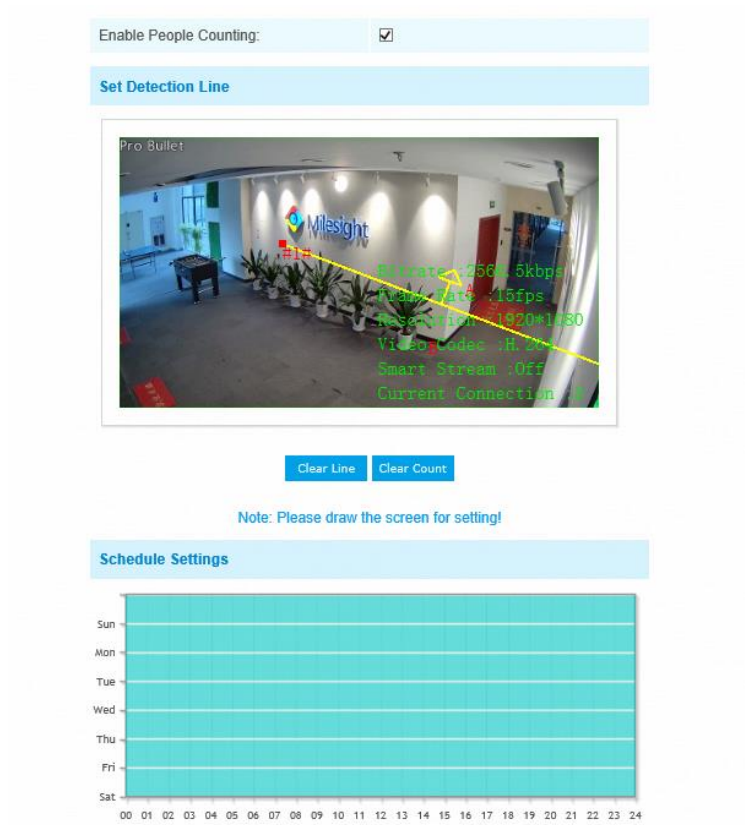 Enable People Counting:
Set Detection Line
Pro Bullet
Milesight
#1#
Bitrate :2568.5kbps
A
Frame Rate :15fps
Resolution :1920*1080
Video Codec :H.264
Smart Stream :Off
Current Connection :
Clear Line Clear Count
Note: Please draw the screen for setting!
Schedule Settings
Sun
Mon
Tue
Wed
Thu
Fri
Sat
00 01 02 03 04 05 06 07 08 09 10 11 12 13 14 15 16 17 18 19 20 21 22 23 24